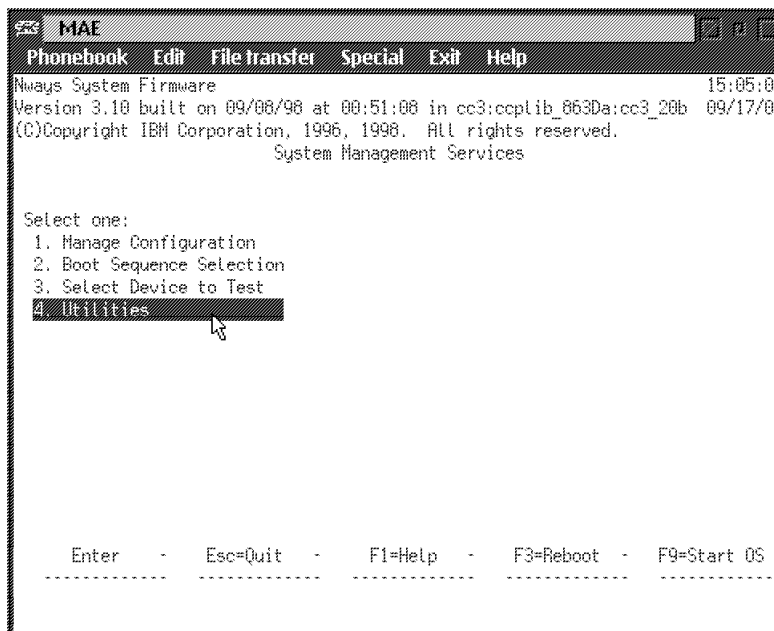 MAE
Phonebook Edit File transfer Special Exit Help
Nways System Firmware 15:05:0
Version 3.10 built on 09/08/98 at 00:51:08 in cc3:ccplib_863Da:cc3_20b 09/17/0
(C)Copyright IBM Corporation, 1996, 1998. All rights reserved.
System Management Services
Select one:
1. Manage Configuration
2. Boot Sequence Selection
3. Select Device to Test
4. Utilities
Enter - Esc=Quit - F1=Help - F3=Reboot - F9=Start OS